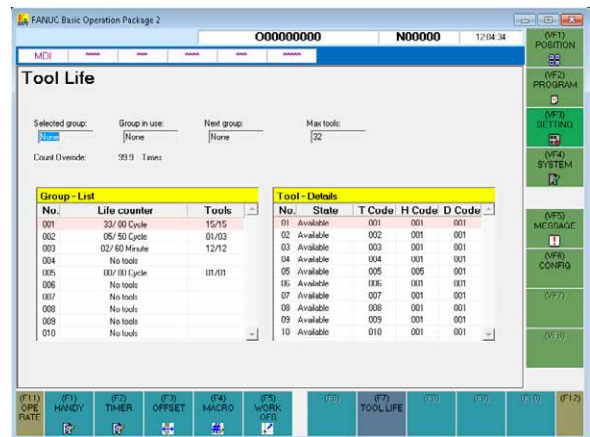 FANUC Basic Operation Package 2
O00000000 N00000 12:04:34
MDI **** **** **** **** ****
Tool Life
Selected group: Group in use: Next group: Max tools:
None None None 32
Count Override: 99.9 Times
Group - List
No. Life counter Tools
001 33/00 Cycle 15/15
002 05/50 Cycle 01/03
003 02/60 Minute 12/12
004 No tools
005 00/00 Cycle 01/01
006 No tools
007 No tools
008 No tools
009 No tools
010 No tools
Tool - Details
No. State T Code H Code D Code
01 Available 001 001 001
02 Available 002 001 001
03 Available 003 001 001
04 Available 004 001 001
05 Available 005 005 001
06 Available 006 001 001
07 Available 007 001 001
08 Available 008 001 001
09 Available 009 001 001
10 Available 010 001 001
(VF1)
POSITION
(VF2)
PROGRAM
(VF3)
SETTING
(VF4)
SYSTEM
(VF5)
MESSAGE
(VF6)
CONFIG
(VF7)
(VF8)
(F11) (F1) (F2) (F3) (F4) (F5) (F6) (F7) (F8) (F9) (F10) (F12)
OPE HANDY TIMER OFFSET MACRO WORK TOOL LIFE
RATE OFS